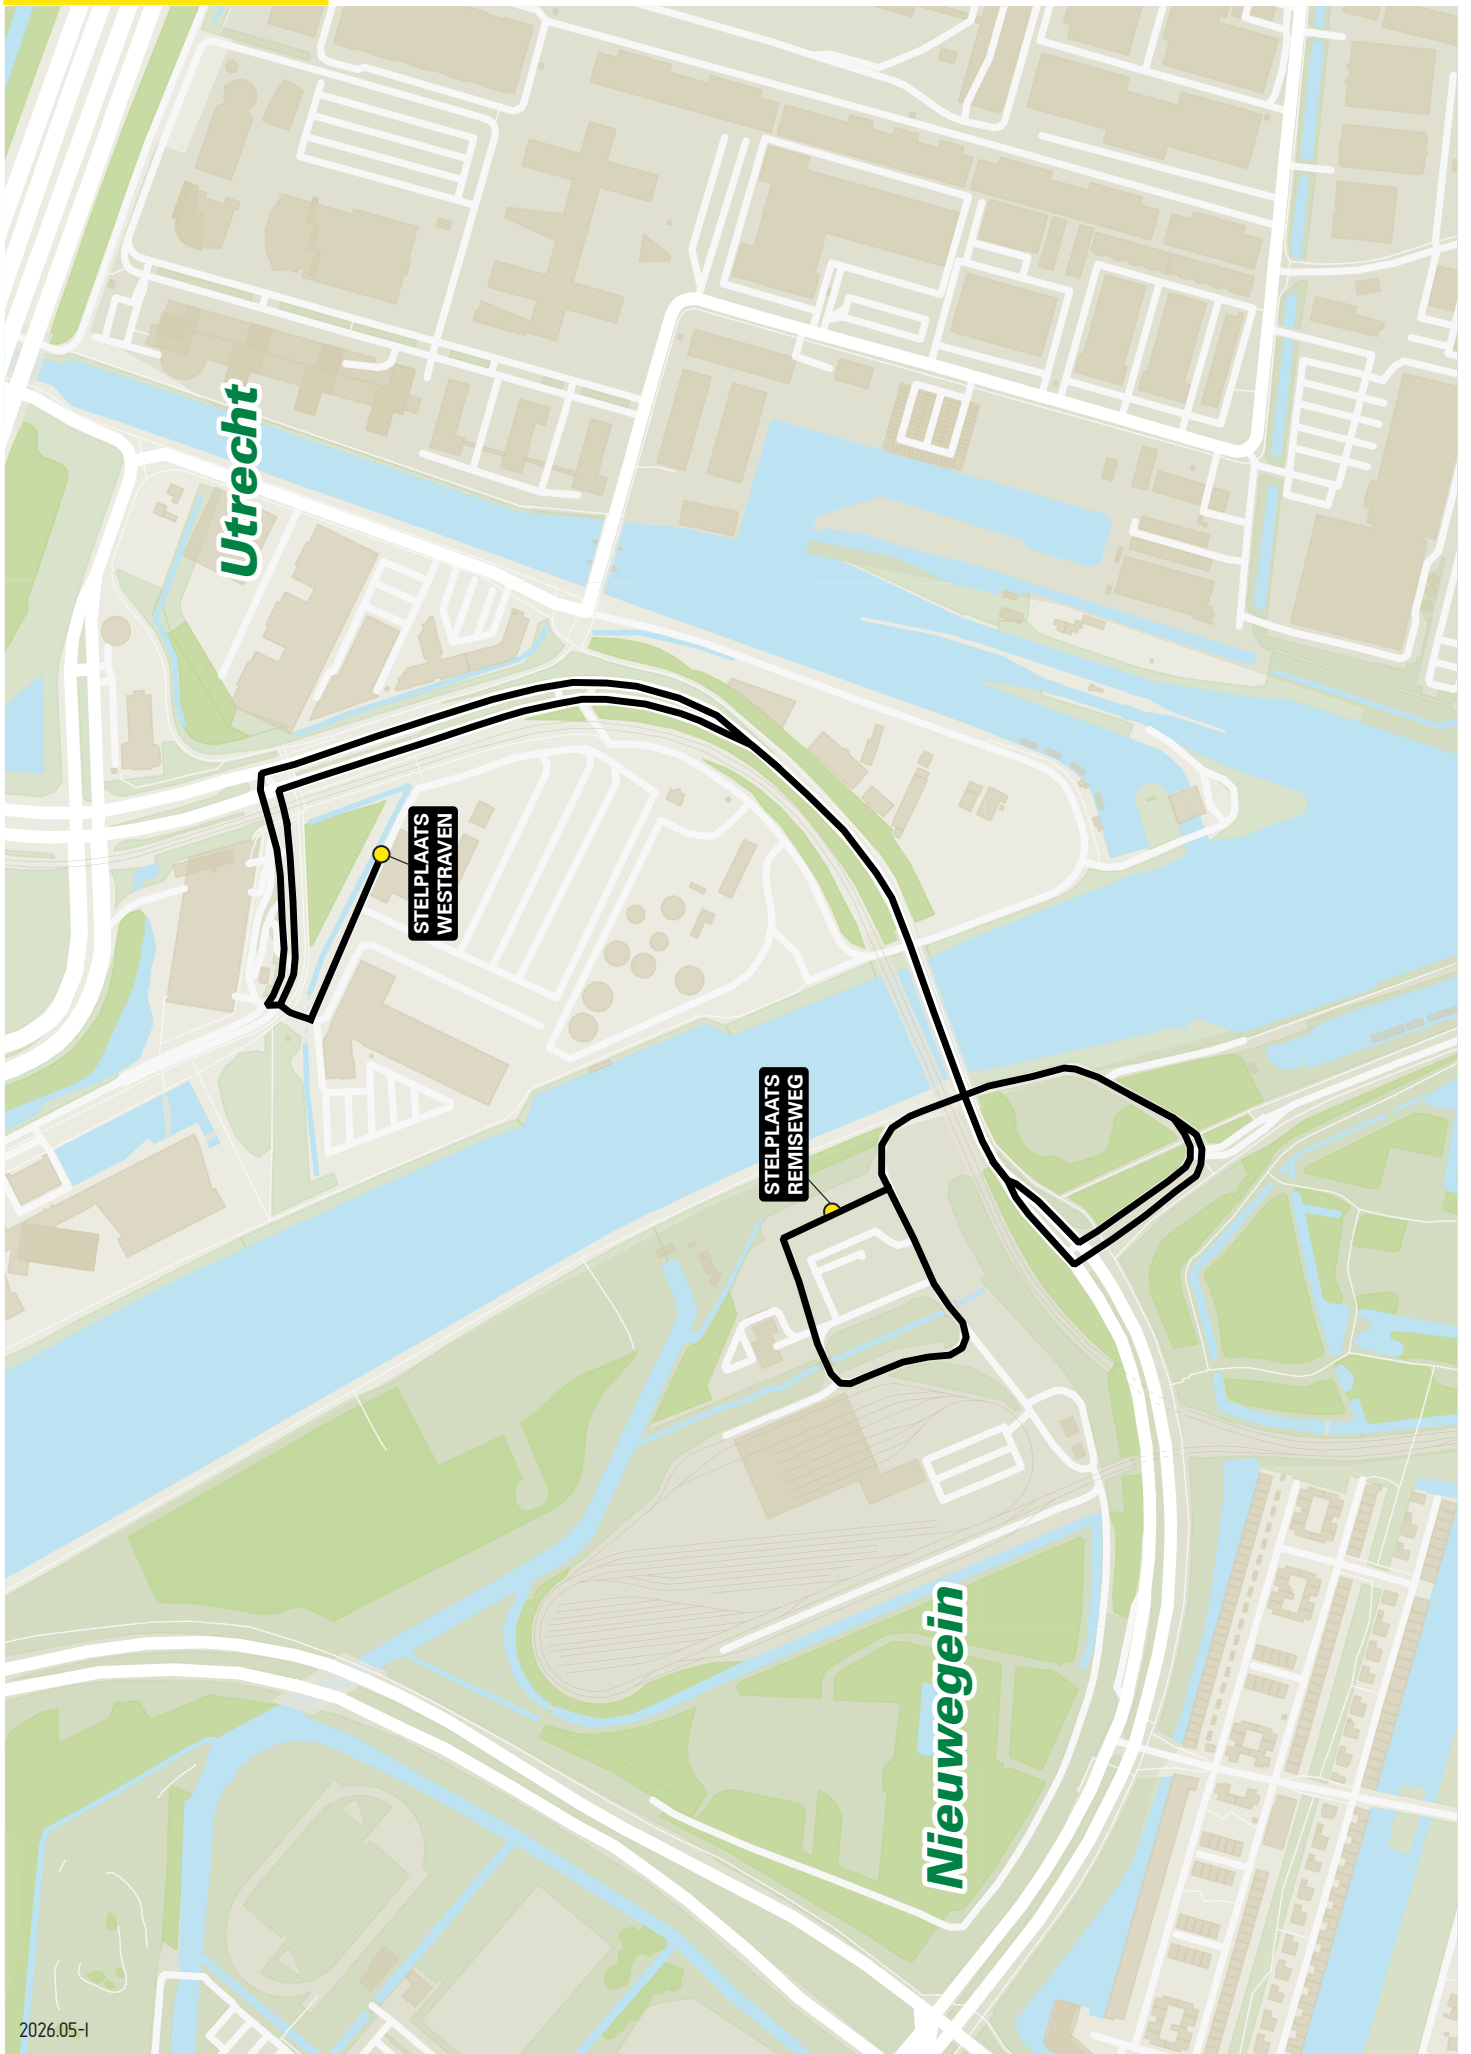 Utrecht
STELPLAATS
WESTRAVEN
STELPLAATS
REMISEWEG
Nieuwegein
2026.05-I